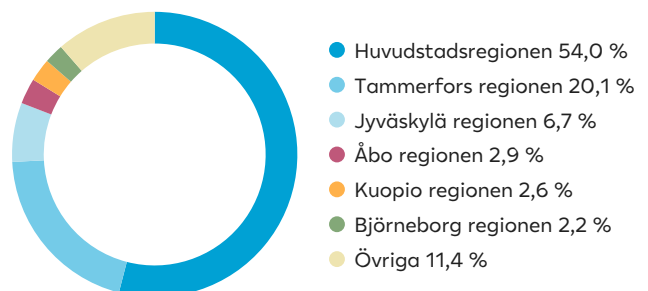 Huvudstadsregionen 54,0 %
Tammerfors regionen 20,1 %
Jyväskylä regionen 6,7 %
Åbo regionen 2,9 %
Kuopio regionen 2,6 %
Björneborg regionen 2,2 %
Övriga 11,4 %